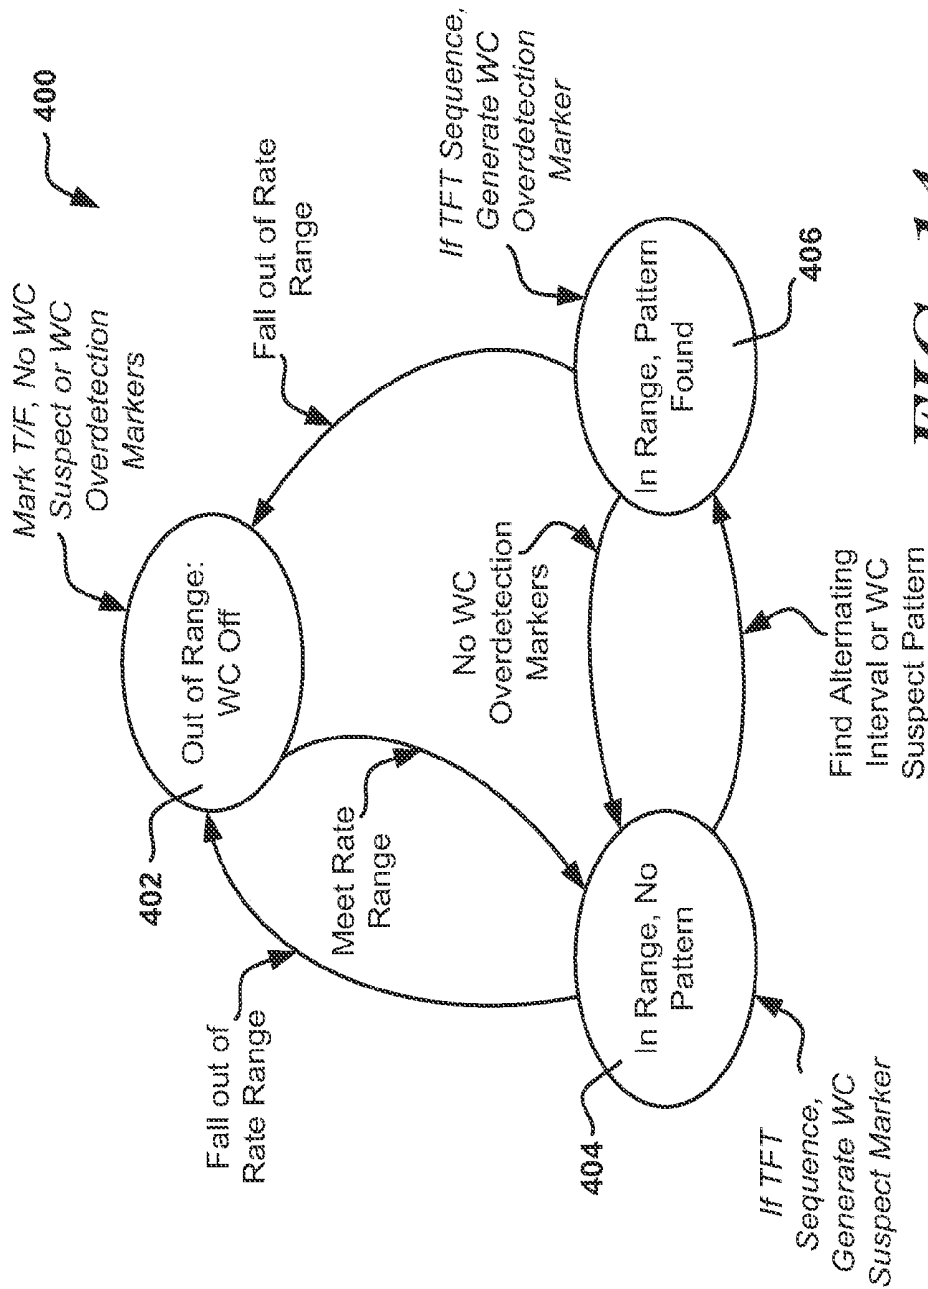 400
Mark T/F, No WC
Suspect or WC
Overdetection
Markers
Out of Range:
WC Off
402
Fall out of
Rate Range
Meet Rate
Range
Fall out of Rate
Range
If TFT Sequence,
Generate WC
Overdetection
Marker
No WC
Overdetection
Markers
In Range, No
Pattern
404
In Range, Pattern
Found
406
If TFT
Sequence,
Generate WC
Suspect Marker
Find Alternating
Interval or WC
Suspect Pattern